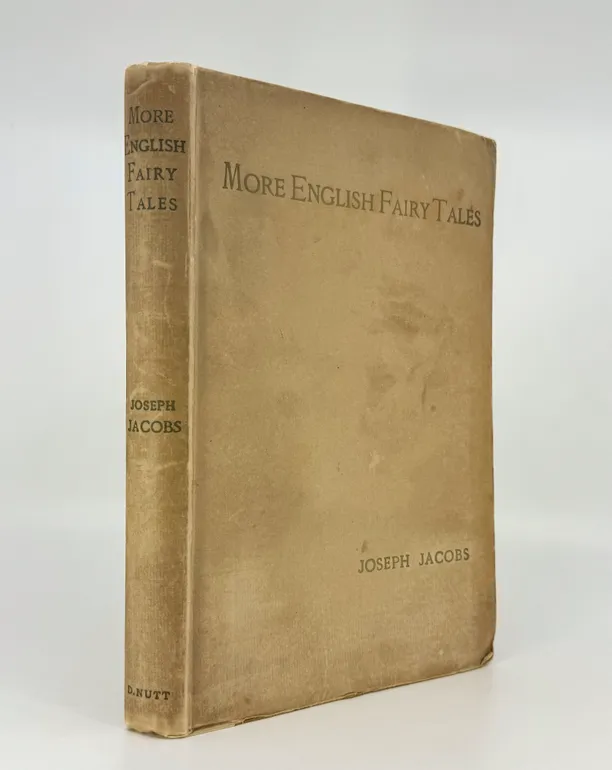 MORE
ENGLISH
FAIRY
TALES
JOSEPH
JACOBS
D. NUTT
MORE ENGLISH FAIRY TALES
JOSEPH JACOBS